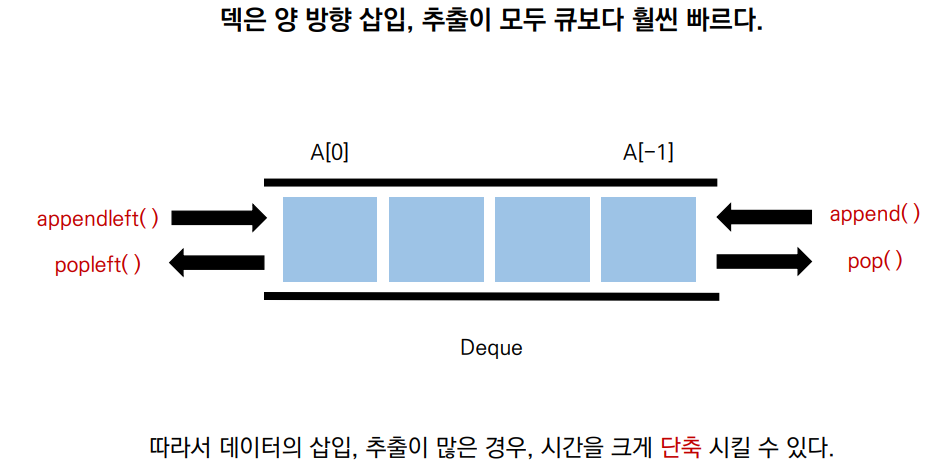 덱은 양 방향 삽입, 추출이 모두 큐보다 훨씬 빠르다.
A[0]
A[-1]
appendleft( )
append( )
popleft( )
pop( )
Deque
따라서 데이터의 삽입, 추출이 많은 경우, 시간을 크게 단축 시킬 수 있다.